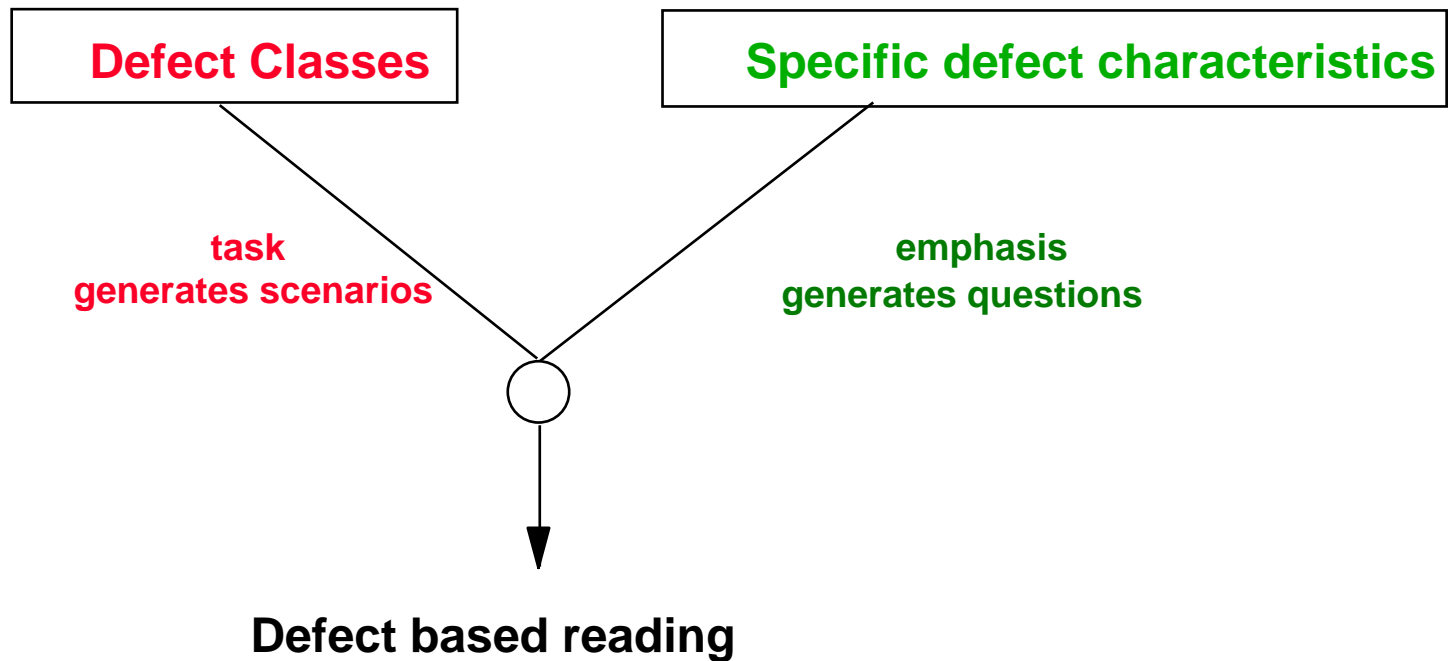 Defect Classes
Specific defect characteristics
task
generates scenarios
emphasis
generates questions
Defect based reading